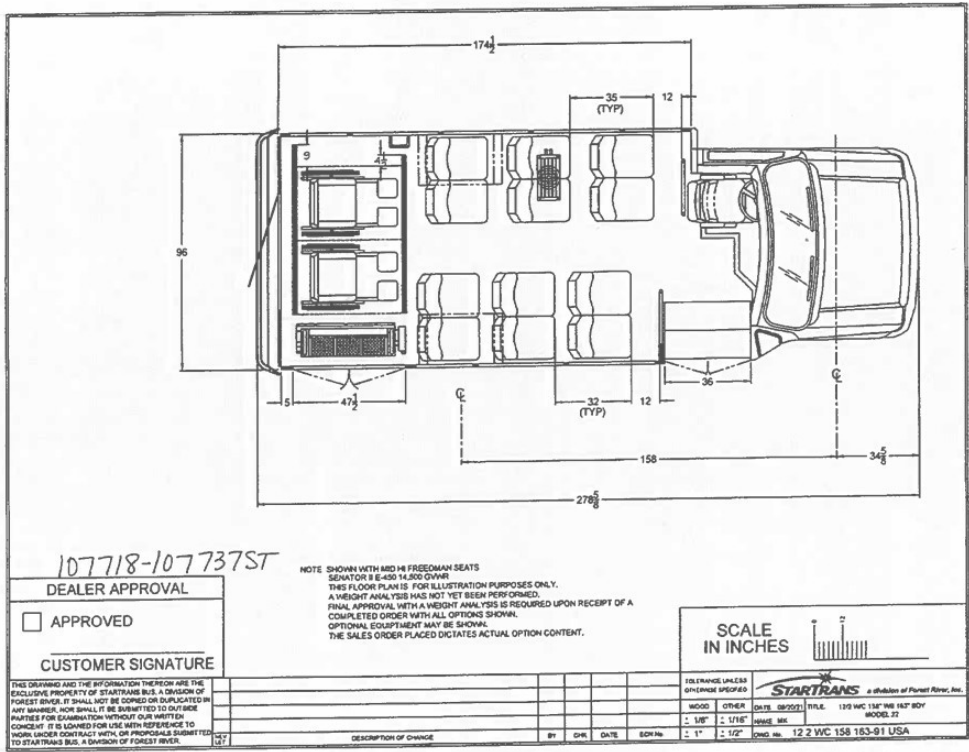 174½
35
(TYP)
12
9
4½
96
5
47½
32
(TYP)
12
36
158
34⅝
278⅝
107718-107737ST
DEALER APPROVAL
APPROVED
CUSTOMER SIGNATURE
NOTE SHOWN WITH MID HI FREEDMAN SEATS
SENATOR II E-450 14,500 GVWR
THIS FLOOR PLAN IS FOR ILLUSTRATION PURPOSES ONLY.
A WEIGHT ANALYSIS HAS NOT YET BEEN PERFORMED.
FINAL APPROVAL WITH A WEIGHT ANALYSIS IS REQUIRED UPON RECEIPT OF A
COMPLETED ORDER WITH ALL OPTIONS SHOWN.
OPTIONAL EQUIPTMENT MAY BE SHOWN.
THE SALES ORDER PLACED DICTATES ACTUAL OPTION CONTENT.
SCALE
IN INCHES
0 12
THIS DRAWING AND THE INFORMATION THEREON ARE THE
EXCLUSIVE PROPERTY OF STARTRANS BUS, A DIVISION OF
FOREST RIVER. IT SHALL NOT BE COPIED OR DUPLICATED IN
ANY MANNER, NOR SHALL IT BE SUBMITTED TO OUTSIDE
PARTIES FOR EXAMINATION WITHOUT OUR WRITTEN
CONCENT. IT IS LOANED FOR USE WITH REFERENCE TO
WORK UNDER CONTRACT WITH, OR PROPOSALS SUBMITTED
TO STARTRANS BUS, A DIVISION OF FOREST RIVER.
DESCRIPTION OF CHANGE BY CHK DATE ECN No
TOLERANCE UNLESS
OTHERWISE SPECIFIED
STARTRANS a division of Forest River, Inc.
WOOD OTHER DATE TITLE
MODEL 22
± 1/8" ± 1/16" NAME MK
± 1" ± 1/2" DWG. No. 12 2 WC 158 163-91 USA